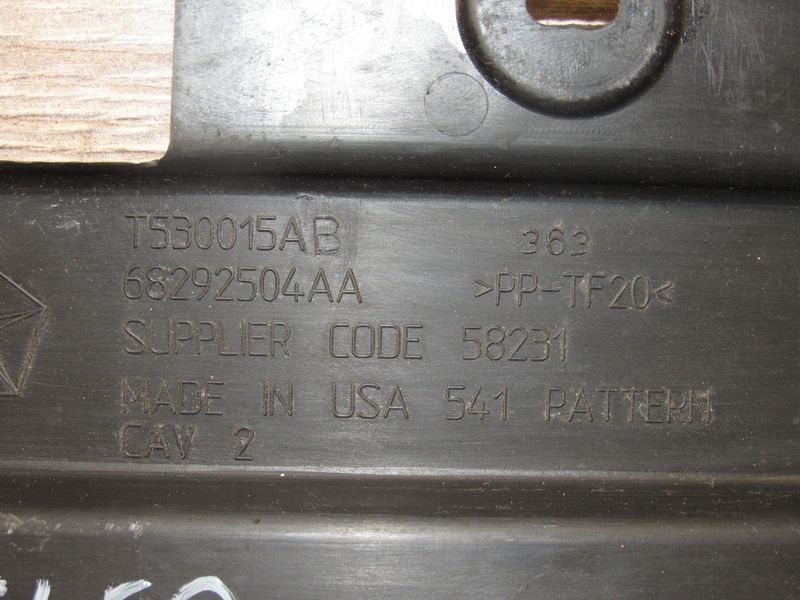 T530015AB 363
68292504AA >PP-TF20<
SUPPLIER CODE 58231
MADE IN USA 541 PATTERN
CAV 2